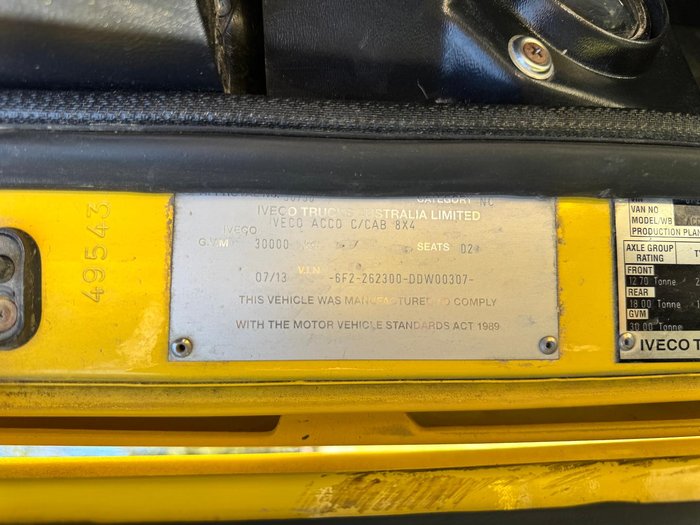 49543
CATEGORY NC
IVECO TRUCKS AUSTRALIA LIMITED
IVECO ACCO C/CAB 8X4
IVECO
G.V.M 30000 SEATS 02
07/13 V.I.N. -6F2-262300-DDW00307-
THIS VEHICLE WAS MANUFACTURED TO COMPLY
WITH THE MOTOR VEHICLE STANDARDS ACT 1989
VIN
VAN NO
MODEL/WB
PRODUCTION PLAN
AXLE GROUP
RATING
FRONT
12.70 Tonne
REAR
18.00 Tonne
GVM
30.00 Tonne
IVECO T